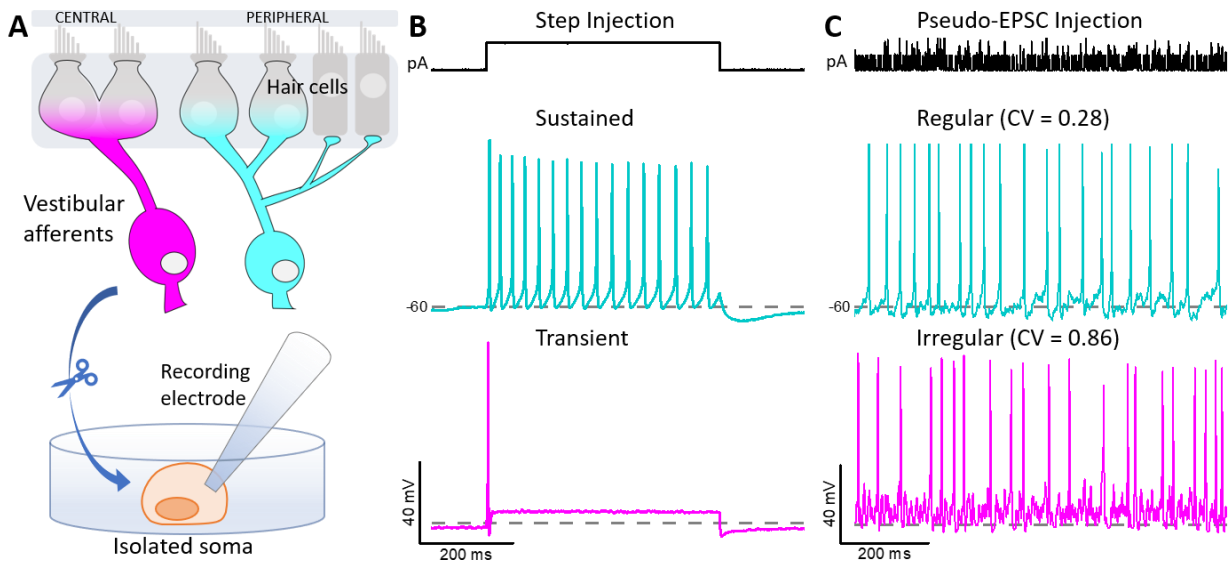 A
CENTRAL
PERIPHERAL
Hair cells
Vestibular
afferents
Recording
electrode
Isolated soma
B
Step Injection
pA
Sustained
-60
Transient
40 mV
200 ms
C
Pseudo-EPSC Injection
pA
Regular (CV = 0.28)
-60
Irregular (CV = 0.86)
40 mV
200 ms